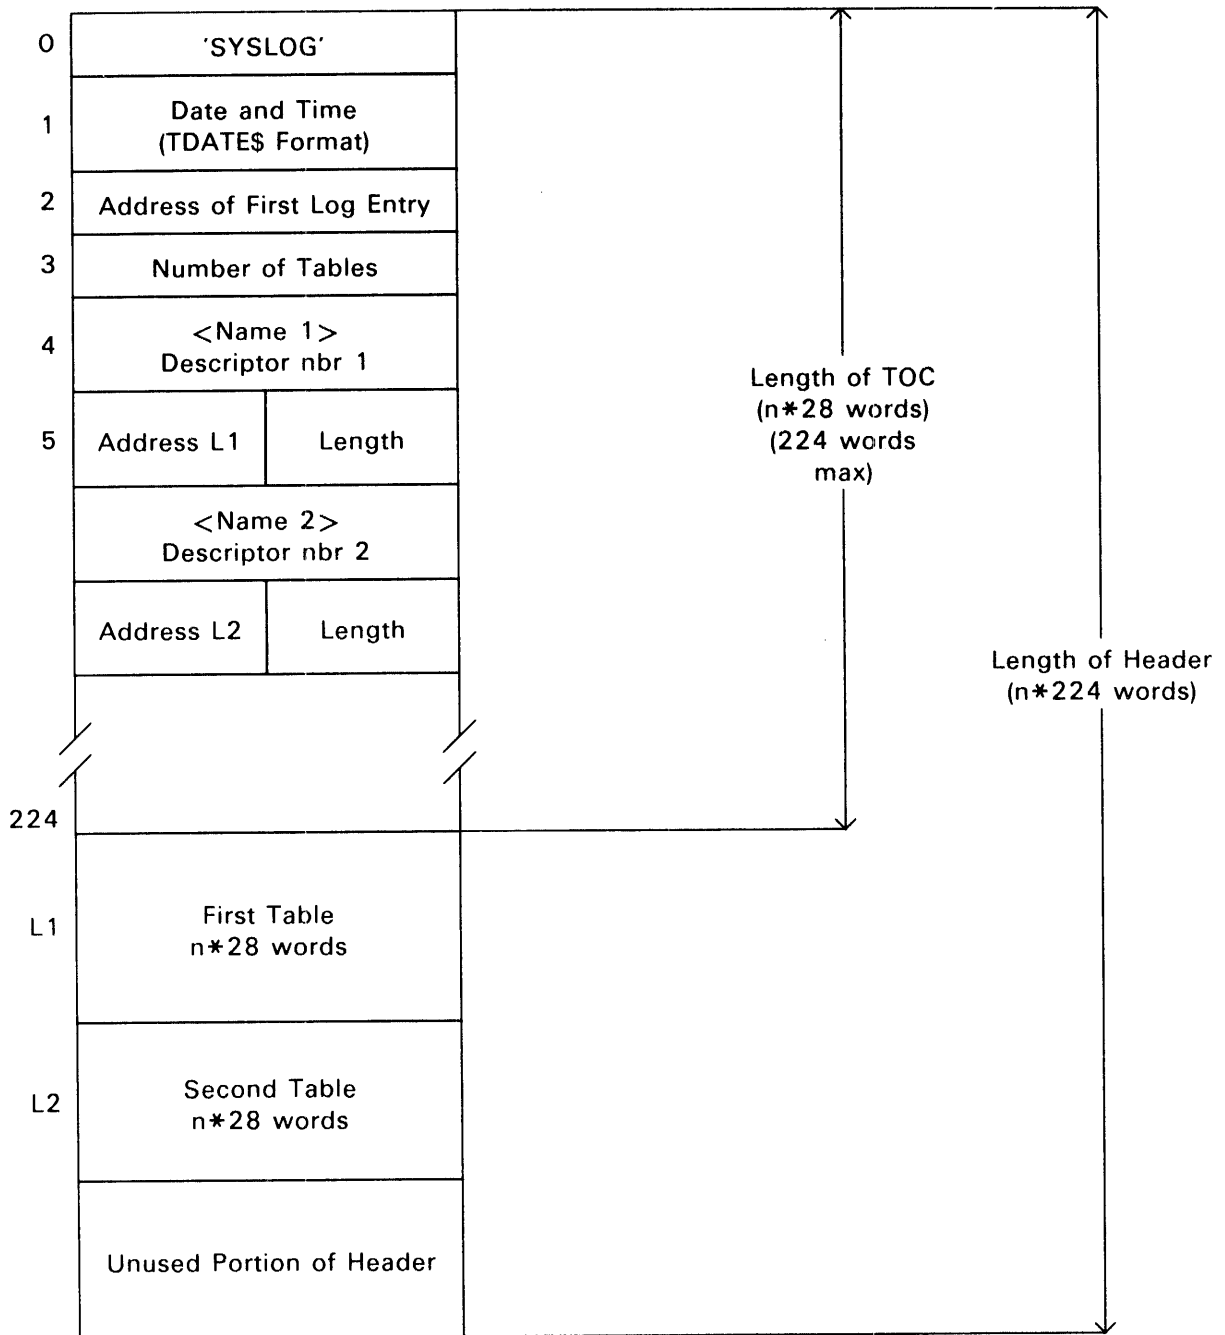 0
'SYSLOG'
1
Date and Time
(TDATE$ Format)
2
Address of First Log Entry
3
Number of Tables
4
<Name 1>
Descriptor nbr 1
5
Address L1
Length
<Name 2>
Descriptor nbr 2
Address L2
Length
Length of TOC
(n*28 words)
(224 words
max)
Length of Header
(n*224 words)
224
L1
First Table
n*28 words
L2
Second Table
n*28 words
Unused Portion of Header